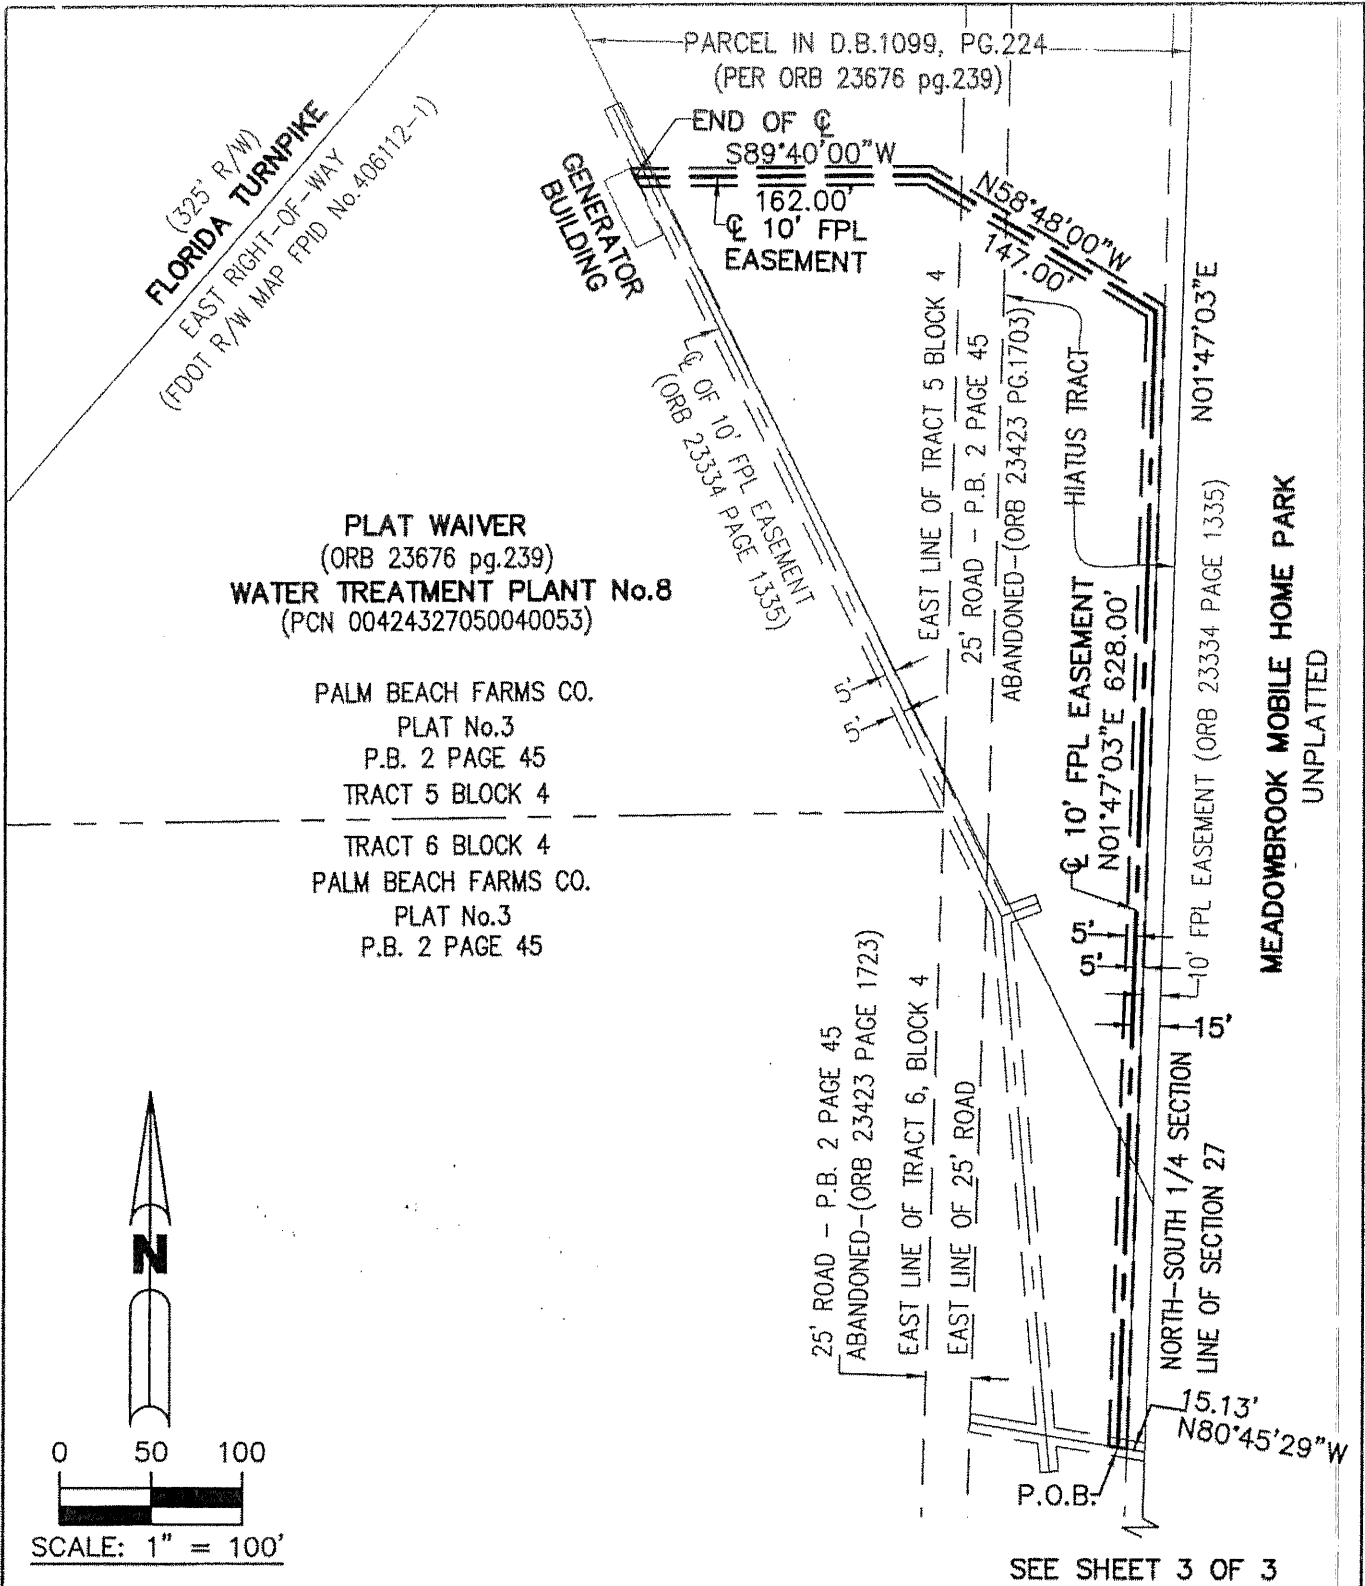 PARCEL IN D.B.1099, PG.224
(PER ORB 23676 pg.239)
END OF ℄
S89°40'00"W
162.00'
℄ 10' FPL
EASEMENT
N58°48'00"W
147.00'
(325' R/W)
FLORIDA TURNPIKE
EAST RIGHT-OF-WAY
(FDOT R/W MAP FPID No.406112-1)
GENERATOR
BUILDING
℄ OF 10' FPL EASEMENT
(ORB 23334 PAGE 1335)
EAST LINE OF TRACT 5 BLOCK 4
25' ROAD - P.B. 2 PAGE 45
ABANDONED-(ORB 23423 PG.1703)
HIATUS TRACT
N01°47'03"E
PLAT WAIVER
(ORB 23676 pg.239)
WATER TREATMENT PLANT No.8
(PCN 00424327050040053)
PALM BEACH FARMS CO.
PLAT No.3
P.B. 2 PAGE 45
TRACT 5 BLOCK 4
TRACT 6 BLOCK 4
PALM BEACH FARMS CO.
PLAT No.3
P.B. 2 PAGE 45
5'
5'
℄ 10' FPL EASEMENT
N01°47'03"E 628.00'
10' FPL EASEMENT (ORB 23334 PAGE 1335)
MEADOWBROOK MOBILE HOME PARK
UNPLATTED
5'
5'
15'
25' ROAD - P.B. 2 PAGE 45
ABANDONED-(ORB 23423 PAGE 1723)
EAST LINE OF TRACT 6, BLOCK 4
EAST LINE OF 25' ROAD
NORTH-SOUTH 1/4 SECTION
LINE OF SECTION 27
15.13'
N80°45'29"W
P.O.B.
N
0 50 100
SCALE: 1" = 100'
SEE SHEET 3 OF 3